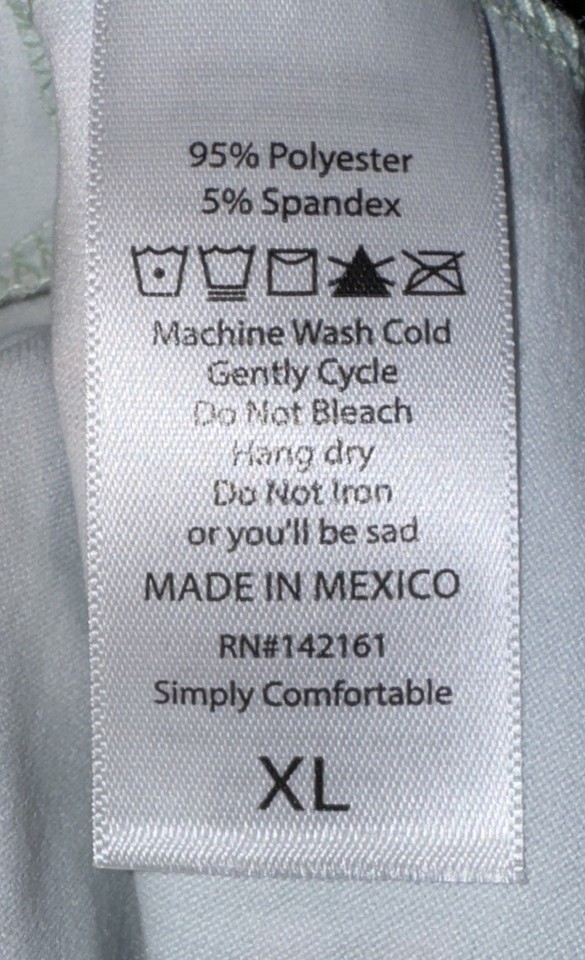 95% Polyester
5% Spandex
Machine Wash Cold
Gently Cycle
Do Not Bleach
Hang dry
Do Not Iron
or you'll be sad
MADE IN MEXICO
RN#142161
Simply Comfortable
XL